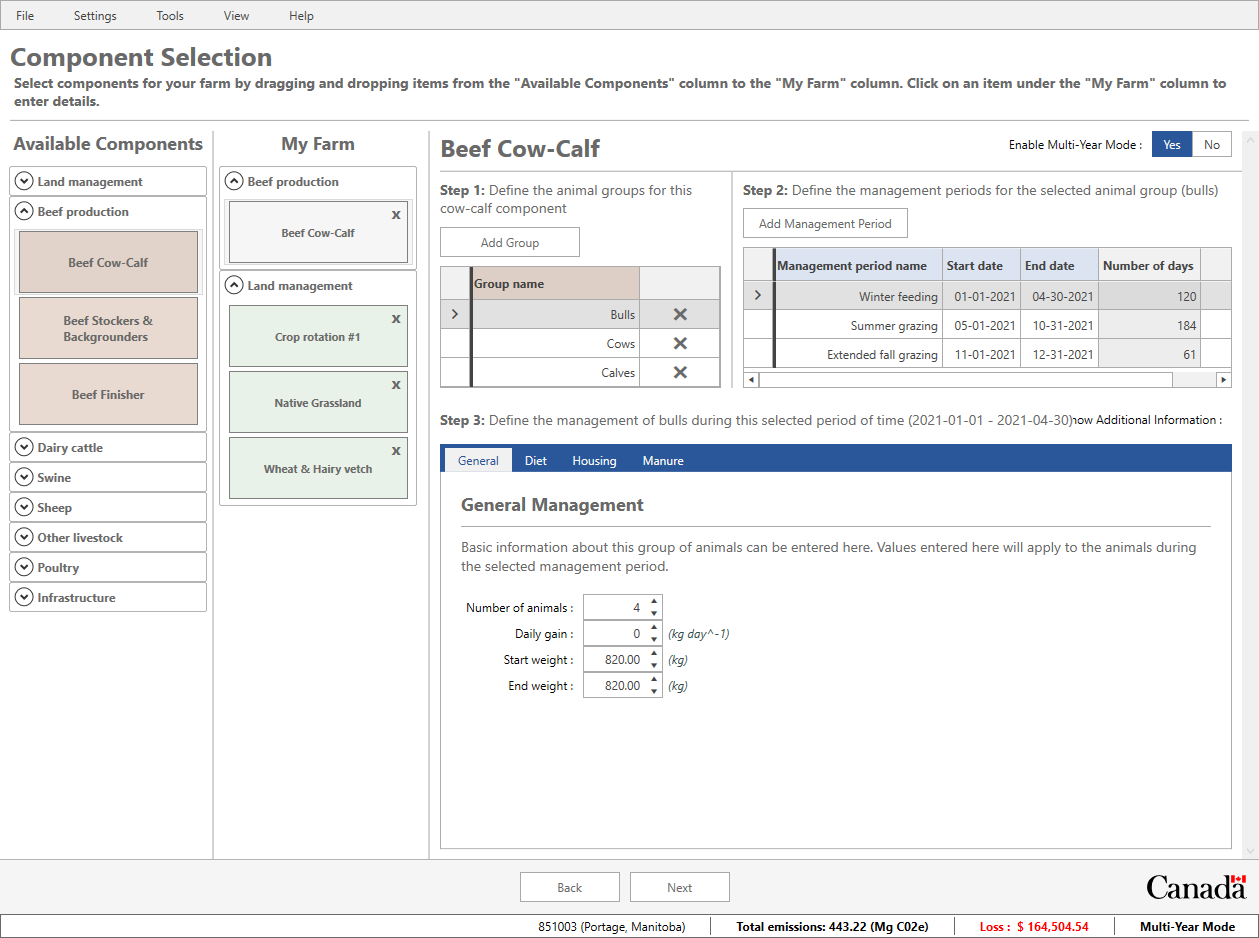 File Settings Tools View Help
Component Selection
Select components for your farm by dragging and dropping items from the "Available Components" column to the "My Farm" column. Click on an item under the "My Farm" column to
enter details.
Available Components
Land management
Beef production
Beef Cow-Calf
Beef Stockers &
Backgrounders
Beef Finisher
Dairy cattle
Swine
Sheep
Other livestock
Poultry
Infrastructure
My Farm
Beef production
x
Beef Cow-Calf
Land management
x
Crop rotation #1
x
Native Grassland
x
Wheat & Hairy vetch
Beef Cow-Calf
Enable Multi-Year Mode : Yes No
Step 1: Define the animal groups for this
cow-calf component
Add Group
Group name
Bulls
Cows
Calves
Step 2: Define the management periods for the selected animal group (bulls)
Add Management Period
Management period name Start date End date Number of days
Winter feeding 01-01-2021 04-30-2021 120
Summer grazing 05-01-2021 10-31-2021 184
Extended fall grazing 11-01-2021 12-31-2021 61
Step 3: Define the management of bulls during this selected period of time (2021-01-01 - 2021-04-30) ow Additional Information :
General Diet Housing Manure
General Management
Basic information about this group of animals can be entered here. Values entered here will apply to the animals during
the selected management period.
Number of animals : 4
Daily gain : 0 (kg day^-1)
Start weight : 820.00 (kg)
End weight : 820.00 (kg)
Back Next
Canada
851003 (Portage, Manitoba) Total emissions: 443.22 (Mg C02e) Loss : $ 164,504.54 Multi-Year Mode